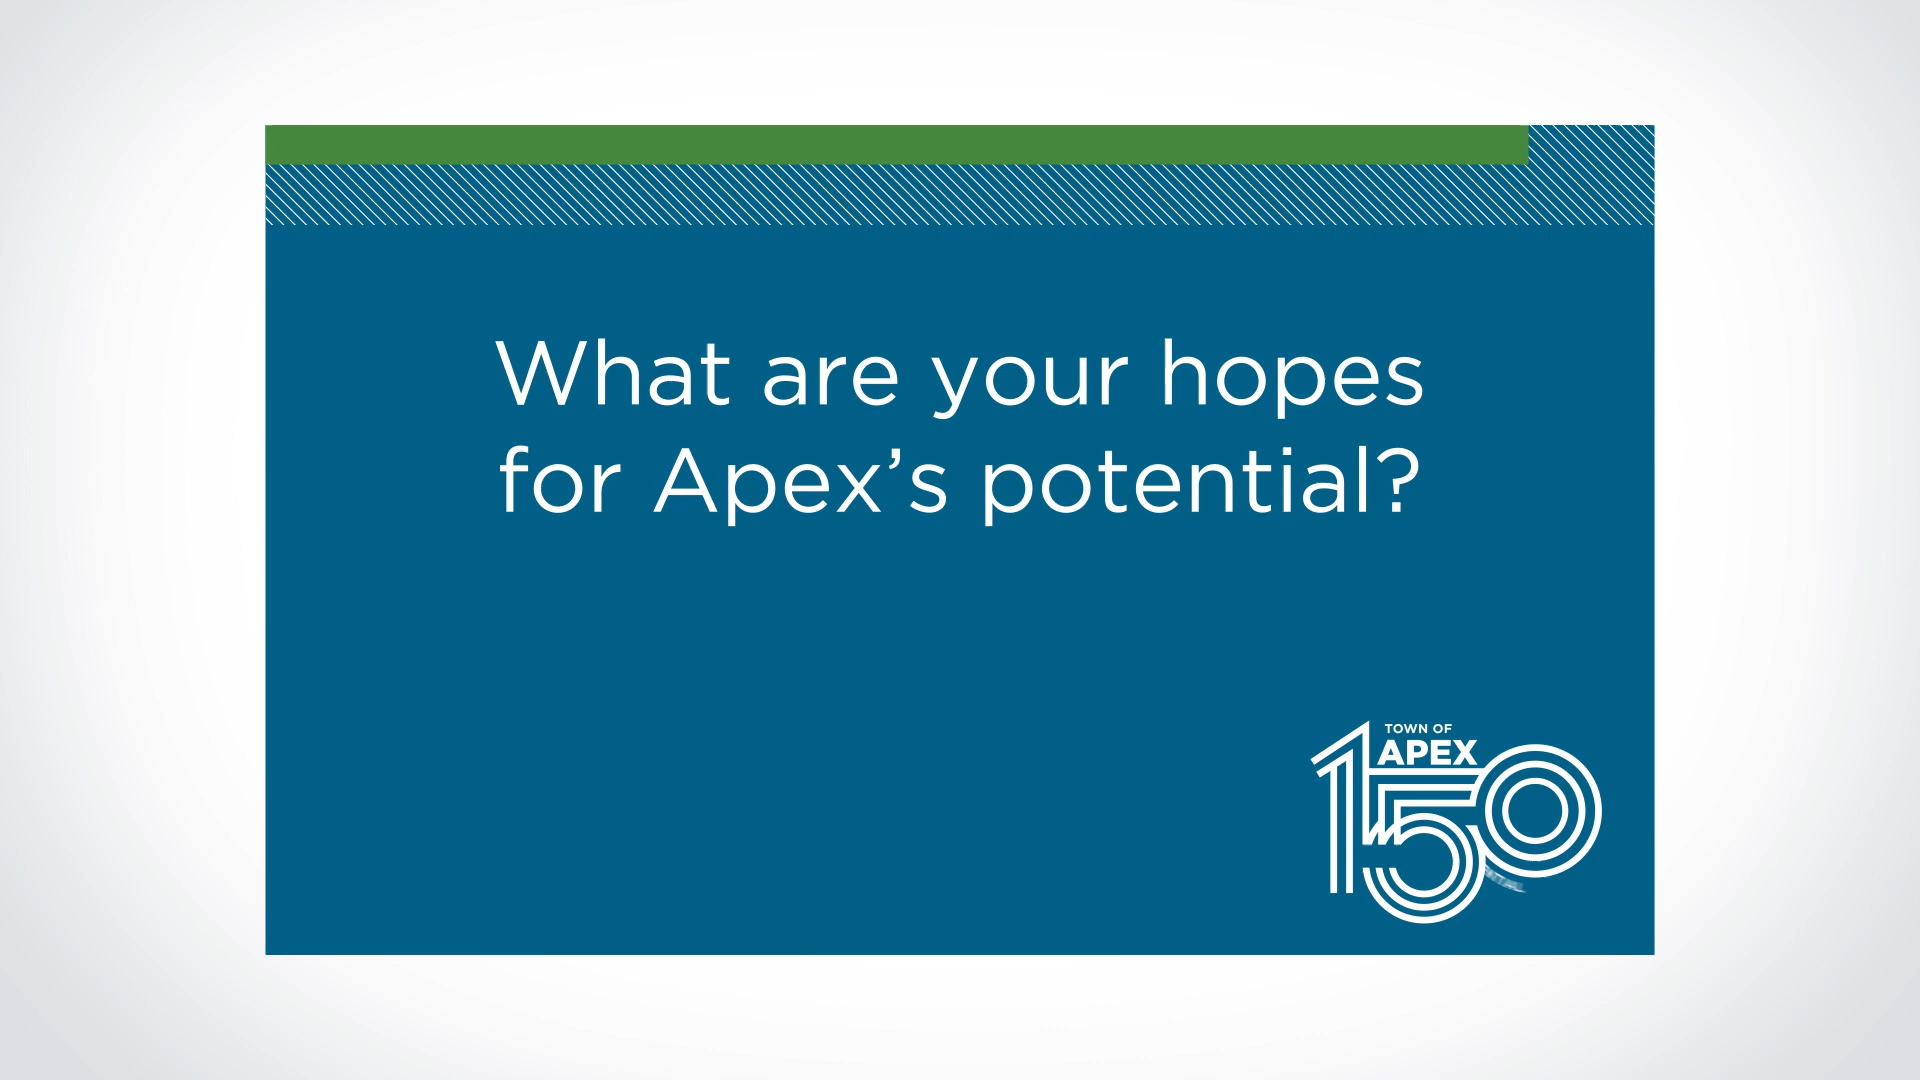 What are your hopes
for Apex’s potential?
TOWN OF
APEX
150